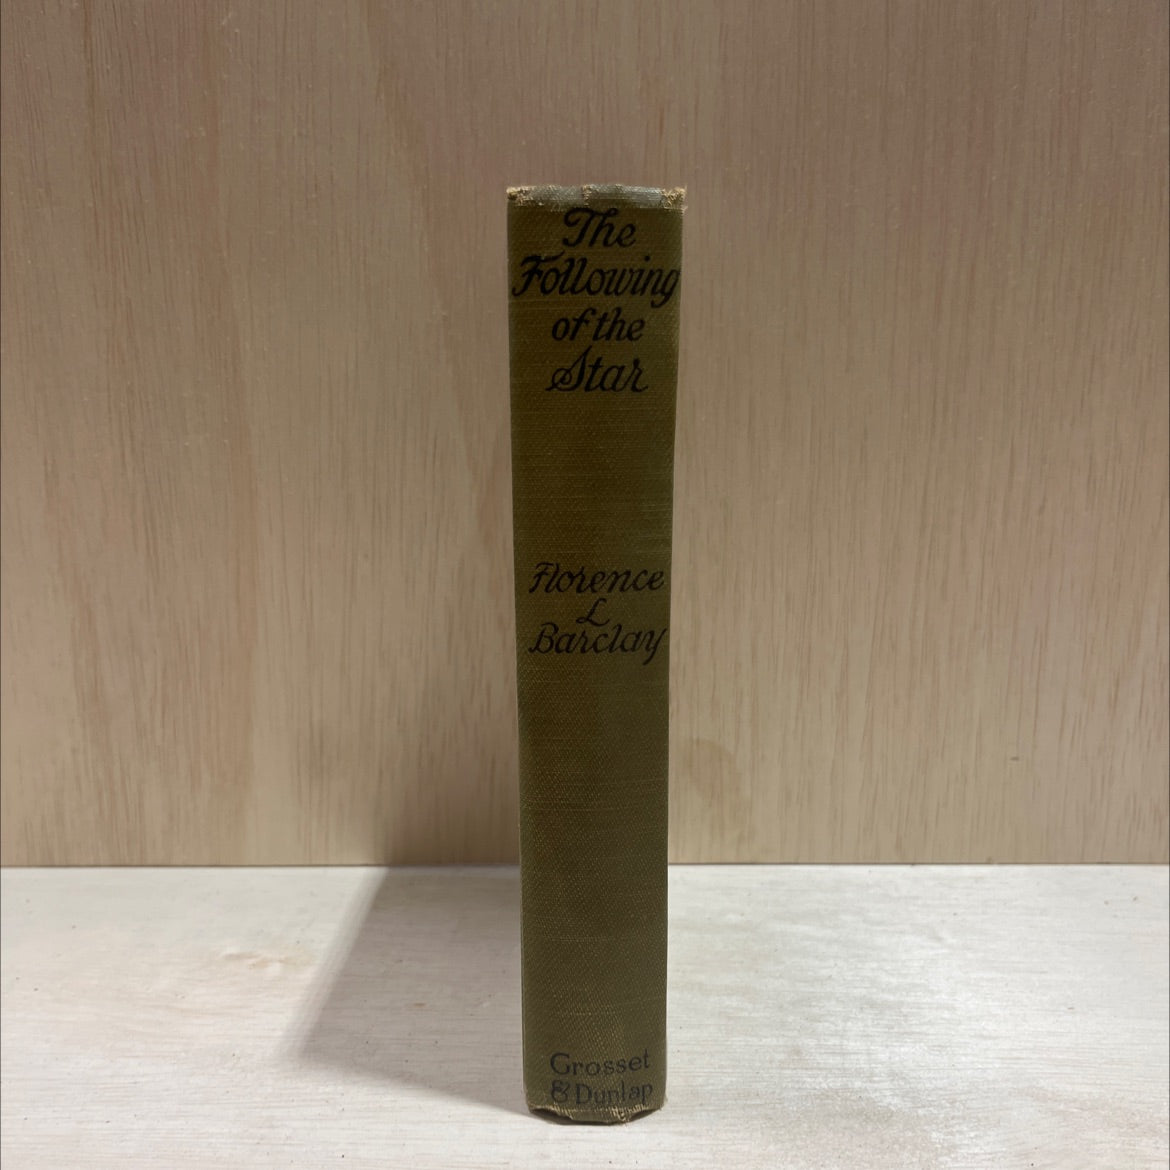 The
Following
of the
Star
Florence
L
Barclay
Grosset
& Dunlap